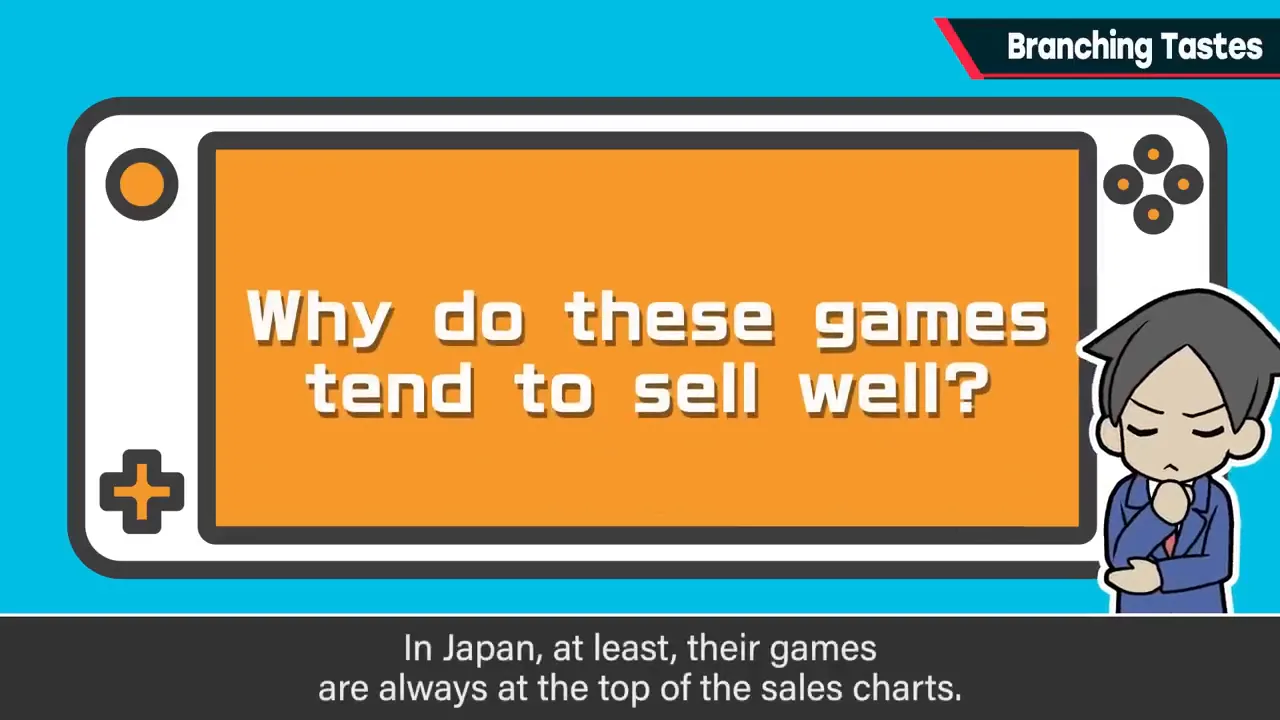 Branching Tastes
Why do these games
tend to sell well?
In Japan, at least, their games
are always at the top of the sales charts.